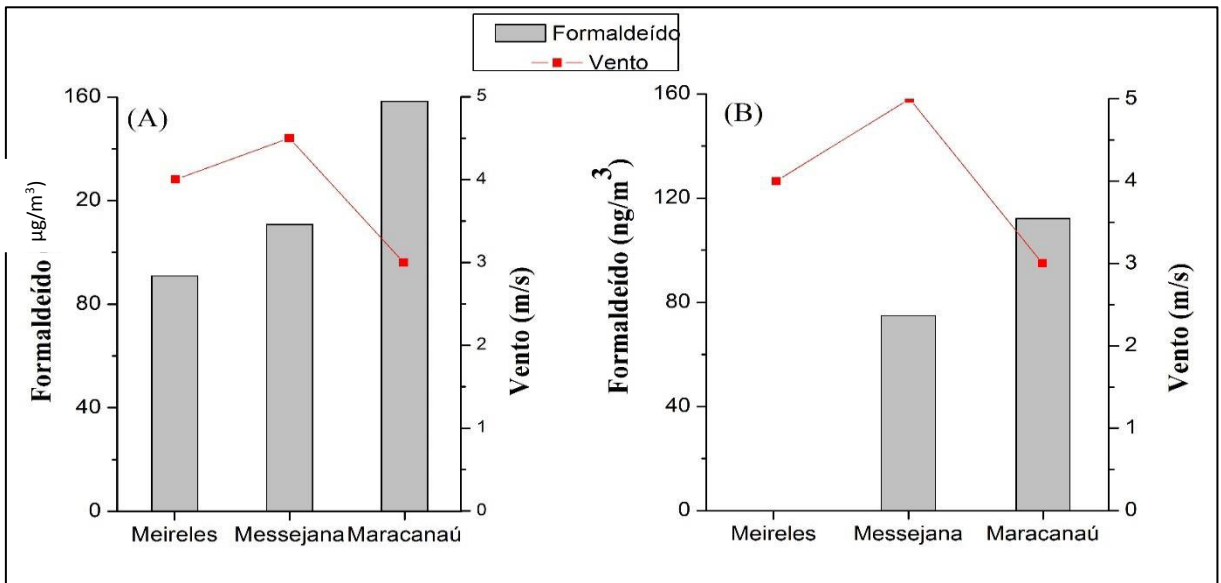 Formaldeído
Vento
(A)
Formaldeído µg/m³)
160
20
80
40
0
5
4
3
2
1
0
Vento (m/s)
Meireles Messejana Maracanaú
(B)
Formaldeído (ng/m³)
160
120
80
40
0
5
4
3
2
1
0
Vento (m/s)
Meireles Messejana Maracanaú